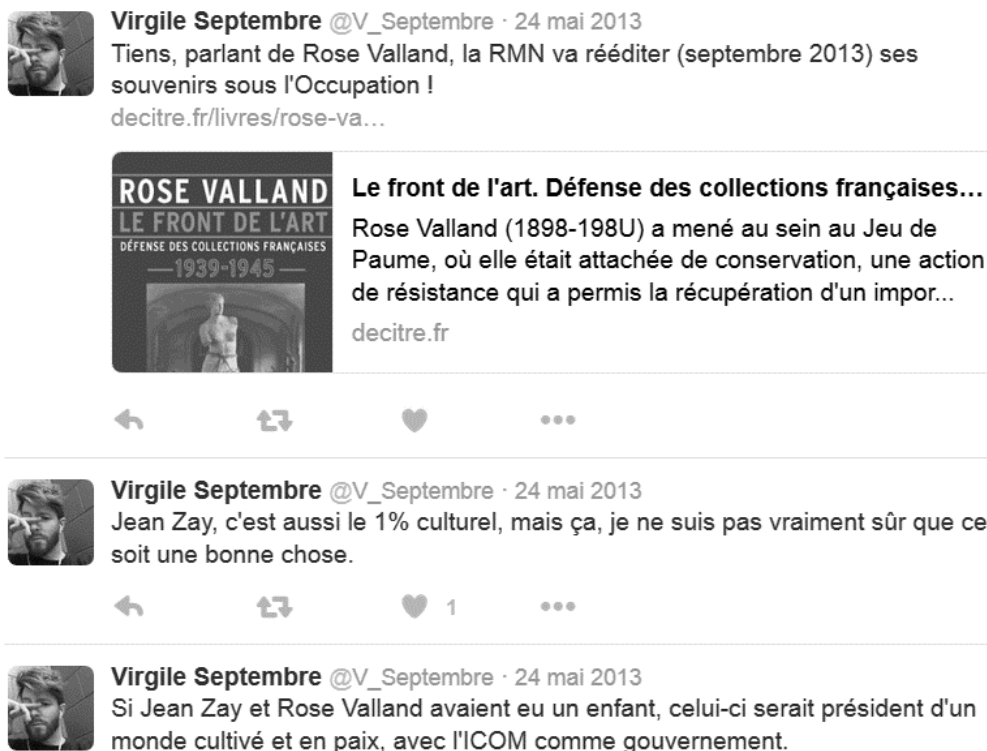 Virgile Septembre @V_Septembre · 24 mai 2013
Tiens, parlant de Rose Valland, la RMN va rééditer (septembre 2013) ses
souvenirs sous l'Occupation !
decitre.fr/livres/rose-va…
ROSE VALLAND
LE FRONT DE L'ART
DÉFENSE DES COLLECTIONS FRANÇAISES
1939-1945
Le front de l'art. Défense des collections françaises…
Rose Valland (1898-198U) a mené au sein au Jeu de
Paume, où elle était attachée de conservation, une action
de résistance qui a permis la récupération d'un impor...
decitre.fr
Virgile Septembre @V_Septembre · 24 mai 2013
Jean Zay, c'est aussi le 1% culturel, mais ça, je ne suis pas vraiment sûr que ce
soit une bonne chose.
1
Virgile Septembre @V_Septembre · 24 mai 2013
Si Jean Zay et Rose Valland avaient eu un enfant, celui-ci serait président d'un
monde cultivé et en paix, avec l'ICOM comme gouvernement.